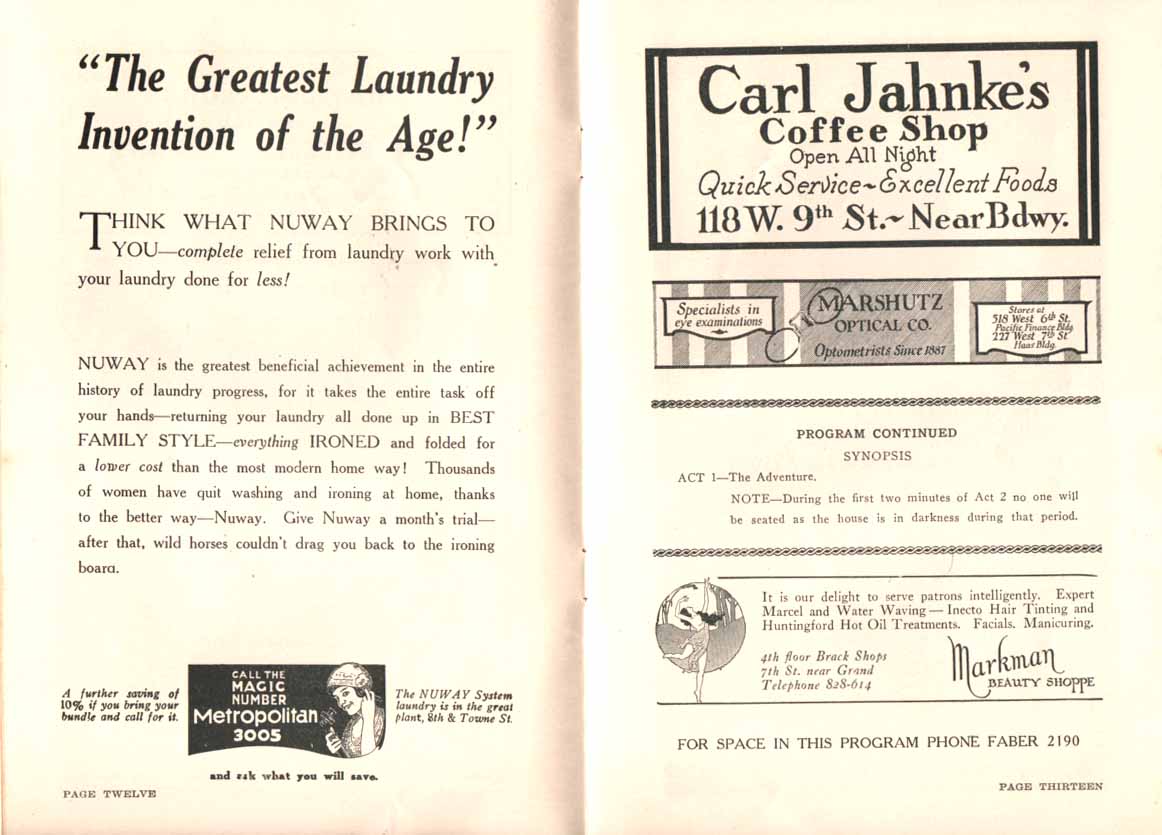 “The Greatest Laundry
Invention of the Age!”
THINK WHAT NUWAY BRINGS TO
YOU—complete relief from laundry work with
your laundry done for less!
NUWAY is the greatest beneficial achievement in the entire
history of laundry progress, for it takes the entire task off
your hands—returning your laundry all done up in BEST
FAMILY STYLE—everything IRONED and folded for
a lower cost than the most modern home way! Thousands
of women have quit washing and ironing at home, thanks
to the better way—Nuway. Give Nuway a month's trial—
after that, wild horses couldn't drag you back to the ironing
board.
A further saving of
10% if you bring your
bundle and call for it.
CALL THE
MAGIC
NUMBER
Metropolitan
3005
The NUWAY System
laundry is in the great
plant, 8th & Towne St.
and ask what you will save.
PAGE TWELVE
Carl Jahnke's
Coffee Shop
Open All Night
Quick Service~Excellent Foods
118 W. 9th St.~Near Bdwy.
Specialists in
eye examinations
MARSHUTZ
OPTICAL CO.
Optometrists Since 1887
Stores at
518 West 6th St.
Pacific Finance Bldg
227 West 7th St
Haas Bldg.
PROGRAM CONTINUED
SYNOPSIS
ACT 1—The Adventure.
NOTE—During the first two minutes of Act 2 no one will
be seated as the house is in darkness during that period.
It is our delight to serve patrons intelligently. Expert
Marcel and Water Waving—Inecto Hair Tinting and
Huntingford Hot Oil Treatments. Facials. Manicuring.
4th floor Brack Shops
7th St. near Grand
Telephone 828-614
Markman
BEAUTY SHOPPE
FOR SPACE IN THIS PROGRAM PHONE FABER 2190
PAGE THIRTEEN